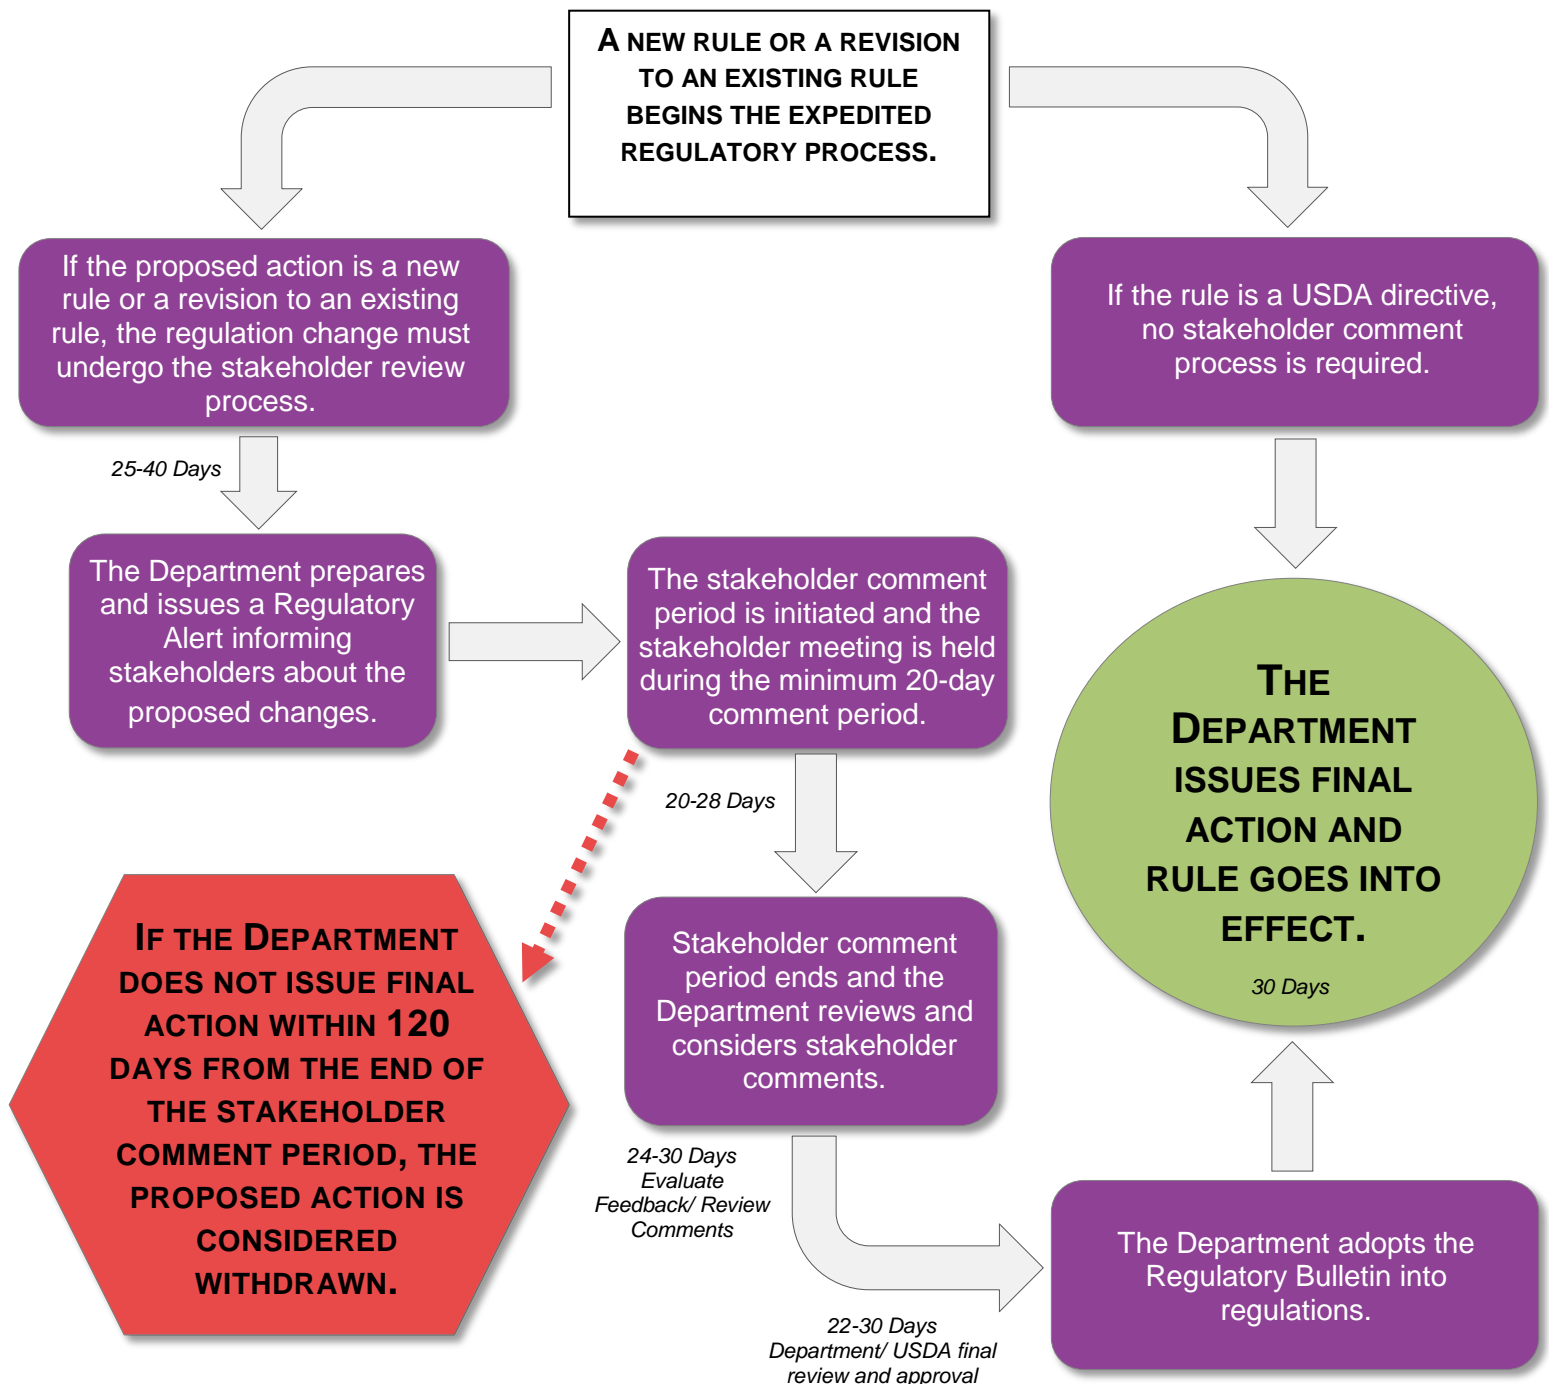 A NEW RULE OR A REVISION
TO AN EXISTING RULE
BEGINS THE EXPEDITED
REGULATORY PROCESS.
If the proposed action is a new
rule or a revision to an existing
rule, the regulation change must
undergo the stakeholder review
process.
If the rule is a USDA directive,
no stakeholder comment
process is required.
25-40 Days
The Department prepares
and issues a Regulatory
Alert informing
stakeholders about the
proposed changes.
The stakeholder comment
period is initiated and the
stakeholder meeting is held
during the minimum 20-day
comment period.
20-28 Days
THE
DEPARTMENT
ISSUES FINAL
ACTION AND
RULE GOES INTO
EFFECT.
30 Days
IF THE DEPARTMENT
DOES NOT ISSUE FINAL
ACTION WITHIN 120
DAYS FROM THE END OF
THE STAKEHOLDER
COMMENT PERIOD, THE
PROPOSED ACTION IS
CONSIDERED
WITHDRAWN.
Stakeholder comment
period ends and the
Department reviews and
considers stakeholder
comments.
24-30 Days
Evaluate
Feedback/ Review
Comments
22-30 Days
Department/ USDA final
review and approval
The Department adopts the
Regulatory Bulletin into
regulations.